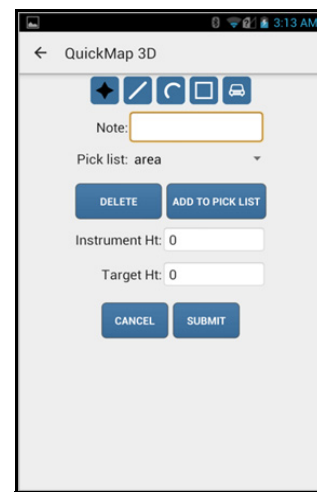 3:13 AM
QuickMap 3D
Note:
Pick list: area
DELETE ADD TO PICK LIST
Instrument Ht: 0
Target Ht: 0
CANCEL SUBMIT